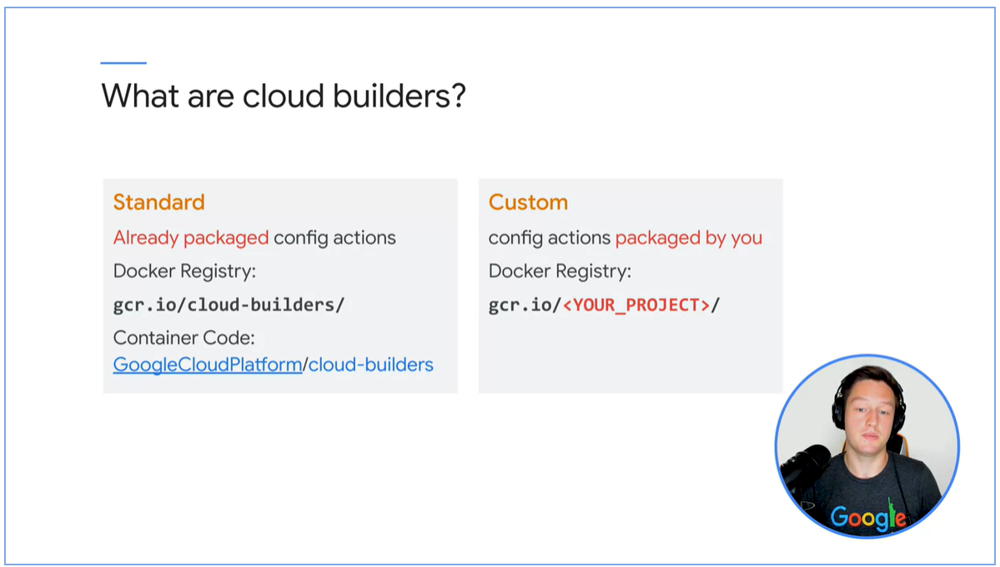 What are cloud builders?
Standard
Already packaged config actions
Docker Registry:
gcr.io/cloud-builders/
Container Code:
GoogleCloudPlatform/cloud-builders
Custom
config actions packaged by you
Docker Registry:
gcr.io/<YOUR_PROJECT>/
Google